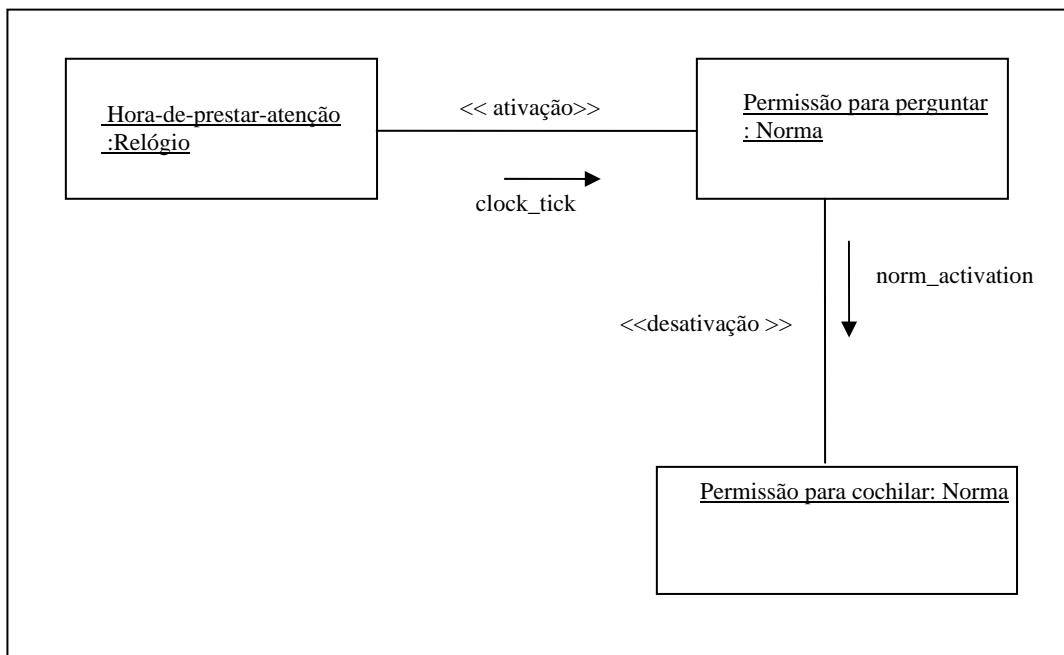 Hora-de-prestar-atenção
:Relógio
<< ativação>>
clock_tick
Permissão para perguntar
: Norma
norm_activation
<<desativação >>
Permissão para cochilar: Norma